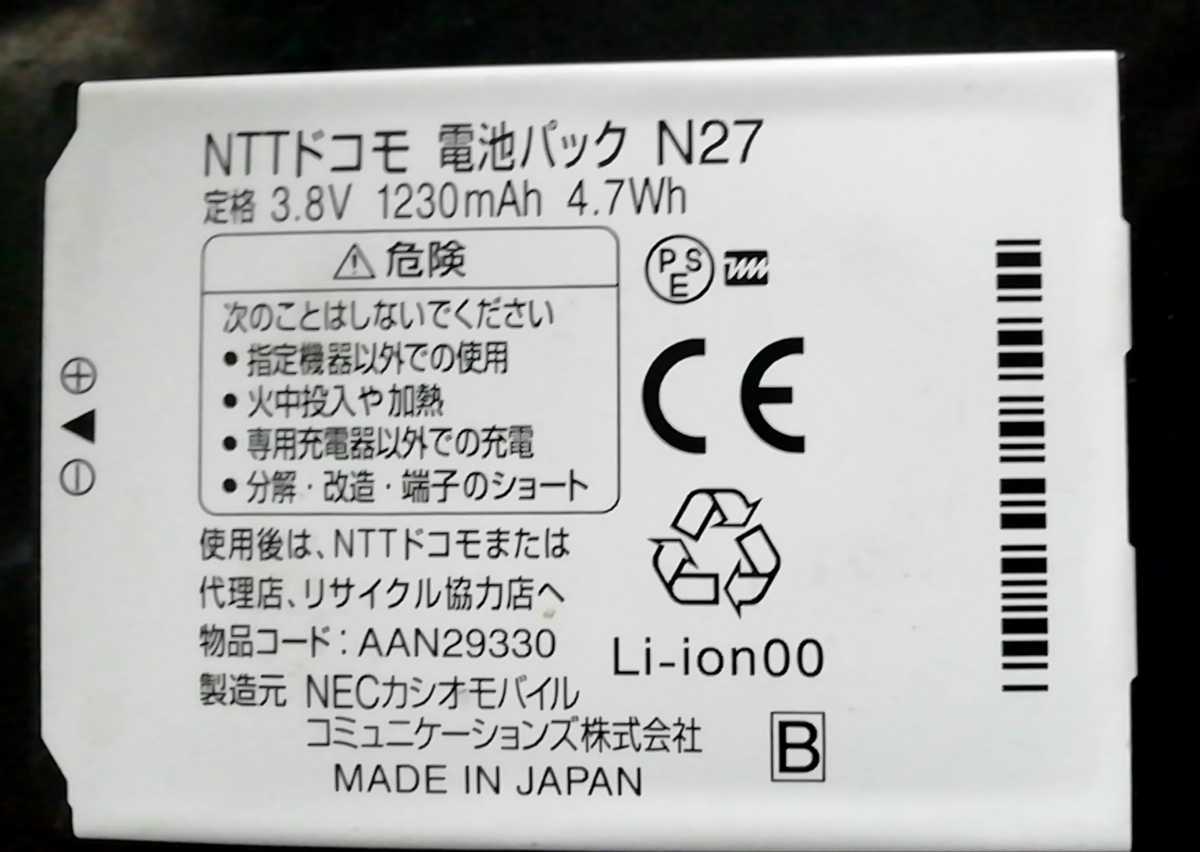 NTTドコモ 電池パック N27
定格 3.8V 1230mAh 4.7Wh
⚠危険
次のことはしないでください
•指定機器以外での使用
•火中投入や加熱
•専用充電器以外での充電
•分解・改造・端子のショート
PSE
CE
⊕
▲
⊖
使用後は、NTTドコモまたは
代理店、リサイクル協力店へ
物品コード：AAN29330
Li-ion00
製造元 NECカシオモバイル
コミュニケーションズ株式会社
MADE IN JAPAN
B